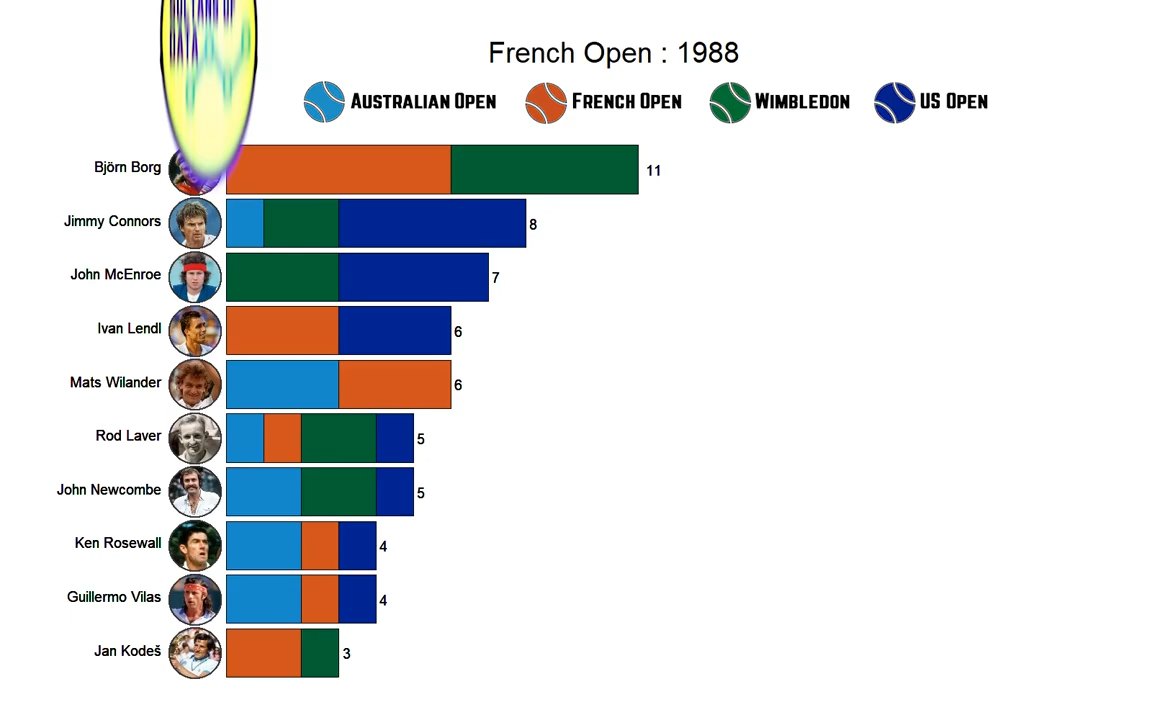 French Open : 1988
Australian Open French Open Wimbledon US Open
Björn Borg 11
Jimmy Connors 8
John McEnroe 7
Ivan Lendl 6
Mats Wilander 6
Rod Laver 5
John Newcombe 5
Ken Rosewall 4
Guillermo Vilas 4
Jan Kodeš 3